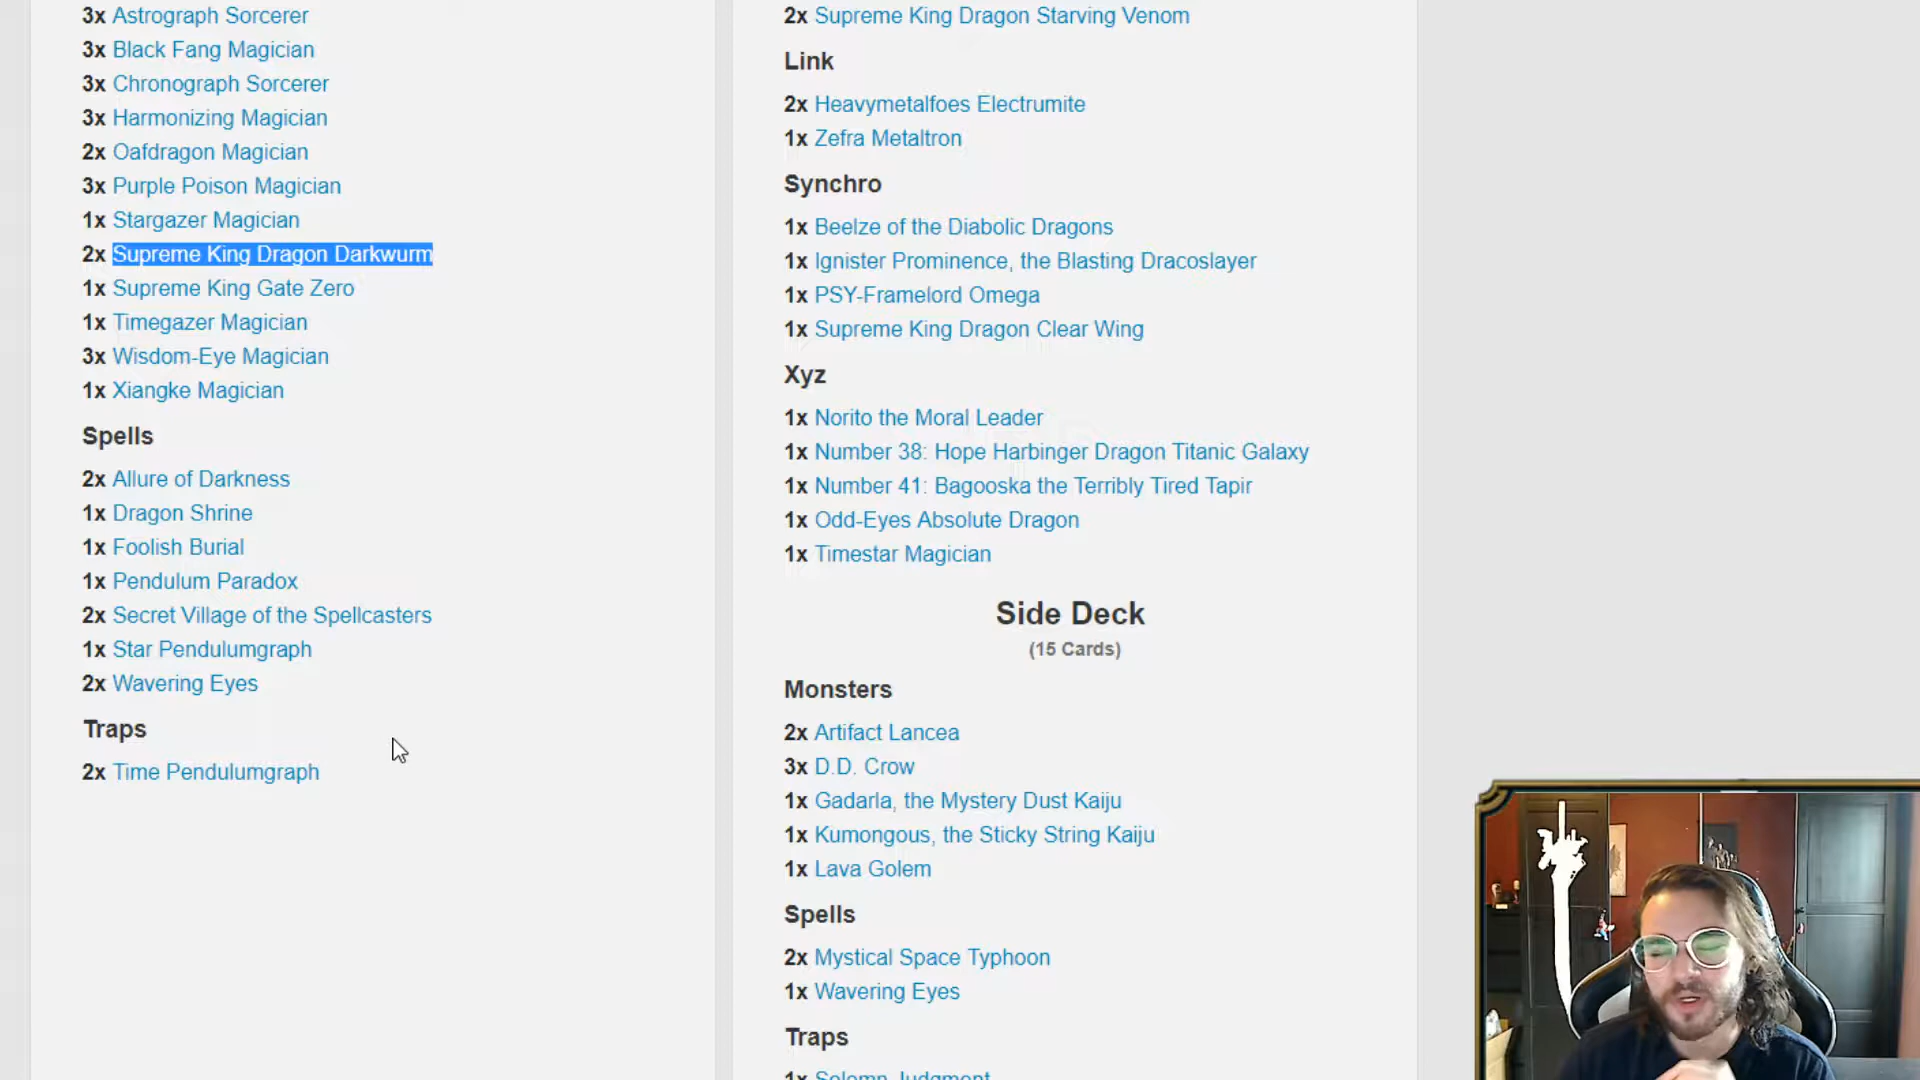 3x Astrograph Sorcerer
3x Black Fang Magician
3x Chronograph Sorcerer
3x Harmonizing Magician
2x Oafdragon Magician
3x Purple Poison Magician
1x Stargazer Magician
2x Supreme King Dragon Darkwurm
1x Supreme King Gate Zero
1x Timegazer Magician
3x Wisdom-Eye Magician
1x Xiangke Magician
Spells
2x Allure of Darkness
1x Dragon Shrine
1x Foolish Burial
1x Pendulum Paradox
2x Secret Village of the Spellcasters
1x Star Pendulumgraph
2x Wavering Eyes
Traps
2x Time Pendulumgraph
2x Supreme King Dragon Starving Venom
Link
2x Heavymetalfoes Electrumite
1x Zefra Metaltron
Synchro
1x Beelze of the Diabolic Dragons
1x Ignister Prominence, the Blasting Dracoslayer
1x PSY-Framelord Omega
1x Supreme King Dragon Clear Wing
Xyz
1x Norito the Moral Leader
1x Number 38: Hope Harbinger Dragon Titanic Galaxy
1x Number 41: Bagooska the Terribly Tired Tapir
1x Odd-Eyes Absolute Dragon
1x Timestar Magician
Side Deck
(15 Cards)
Monsters
2x Artifact Lancea
3x D.D. Crow
1x Gadarla, the Mystery Dust Kaiju
1x Kumongous, the Sticky String Kaiju
1x Lava Golem
Spells
2x Mystical Space Typhoon
1x Wavering Eyes
Traps
1x Solemn Judgment